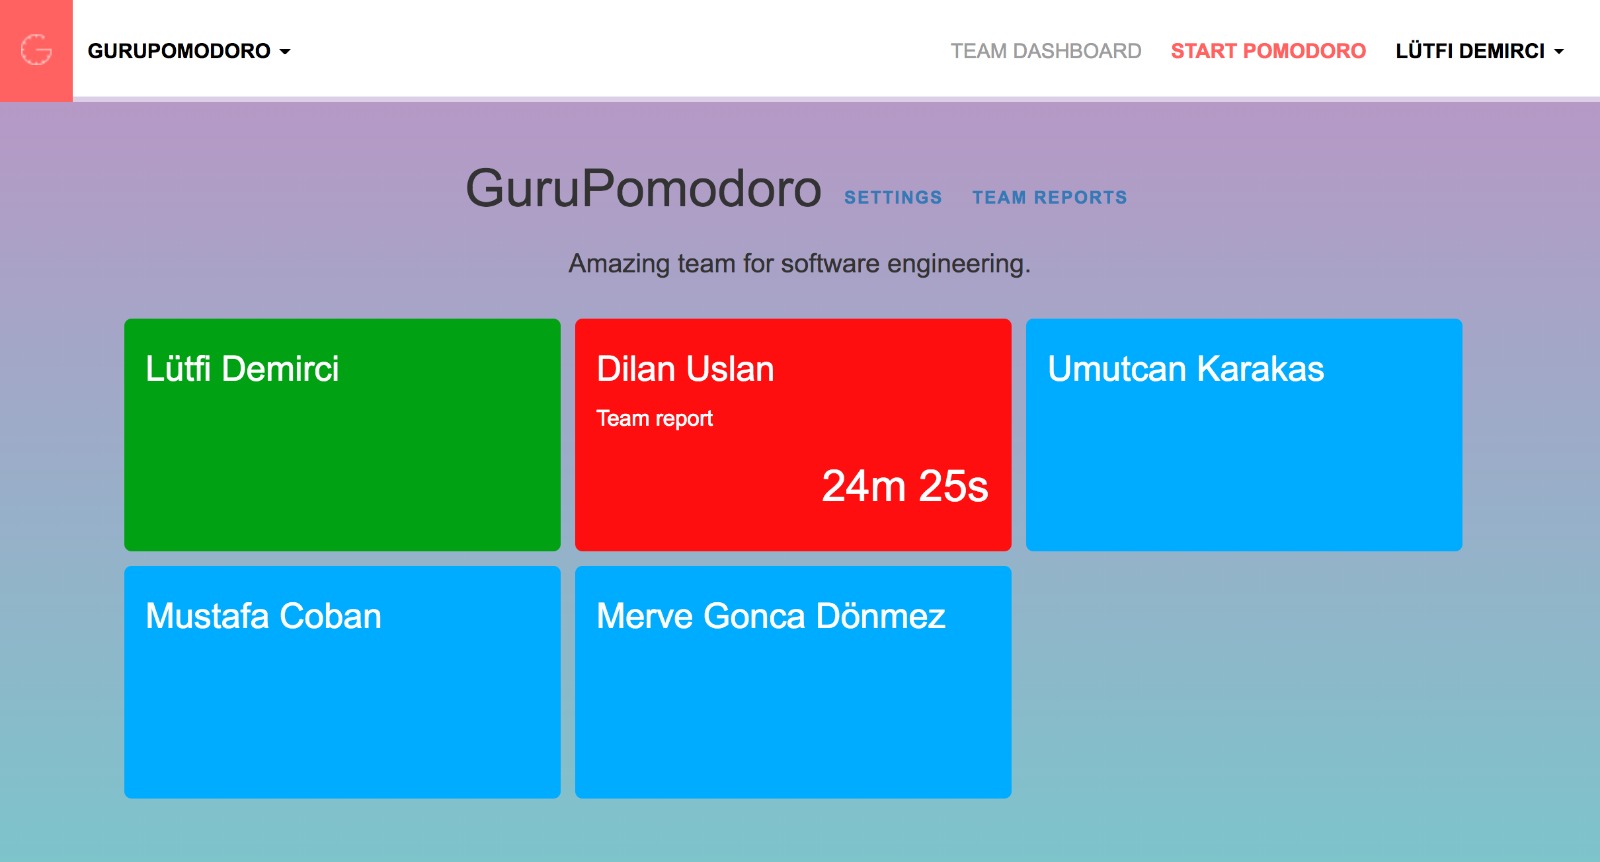 G
GURUPOMODORO
TEAM DASHBOARD
START POMODORO
LÜTFI DEMIRCI
GuruPomodoro
SETTINGS
TEAM REPORTS
Amazing team for software engineering.
Lütfi Demirci
Dilan Uslan
Team report
24m 25s
Umutcan Karakas
Mustafa Coban
Merve Gonca Dönmez